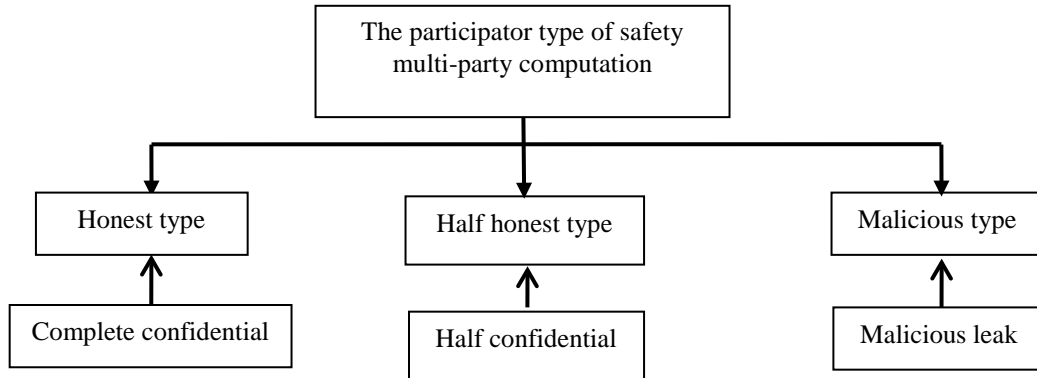 The participator type of safety
multi-party computation
Honest type
Half honest type
Malicious type
Complete confidential
Half confidential
Malicious leak